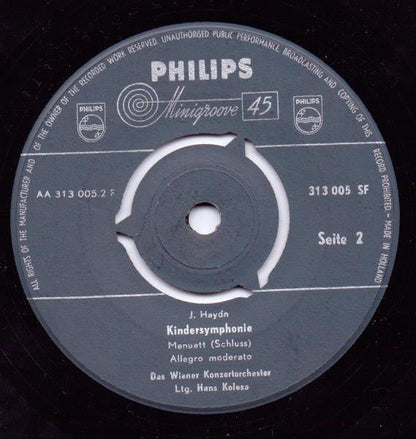 ALL RIGHTS OF THE MANUFACTURER AND OF THE OWNER OF THE RECORDED WORK RESERVED. UNAUTHORISED PUBLIC PERFORMANCE, BROADCASTING AND COPYING OF THIS RECORD PROHIBITED - MADE IN HOLLAND
PHILIPS
PHILIPS
Minigroove 45
PHILIPS
AA 313 005.2 F
313 005 SF
Seite 2
J. Haydn
Kindersymphonie
Menuett (Schluss)
Allegro moderato
Das Wiener Konzertorchester
Ltg. Hans Kolesa